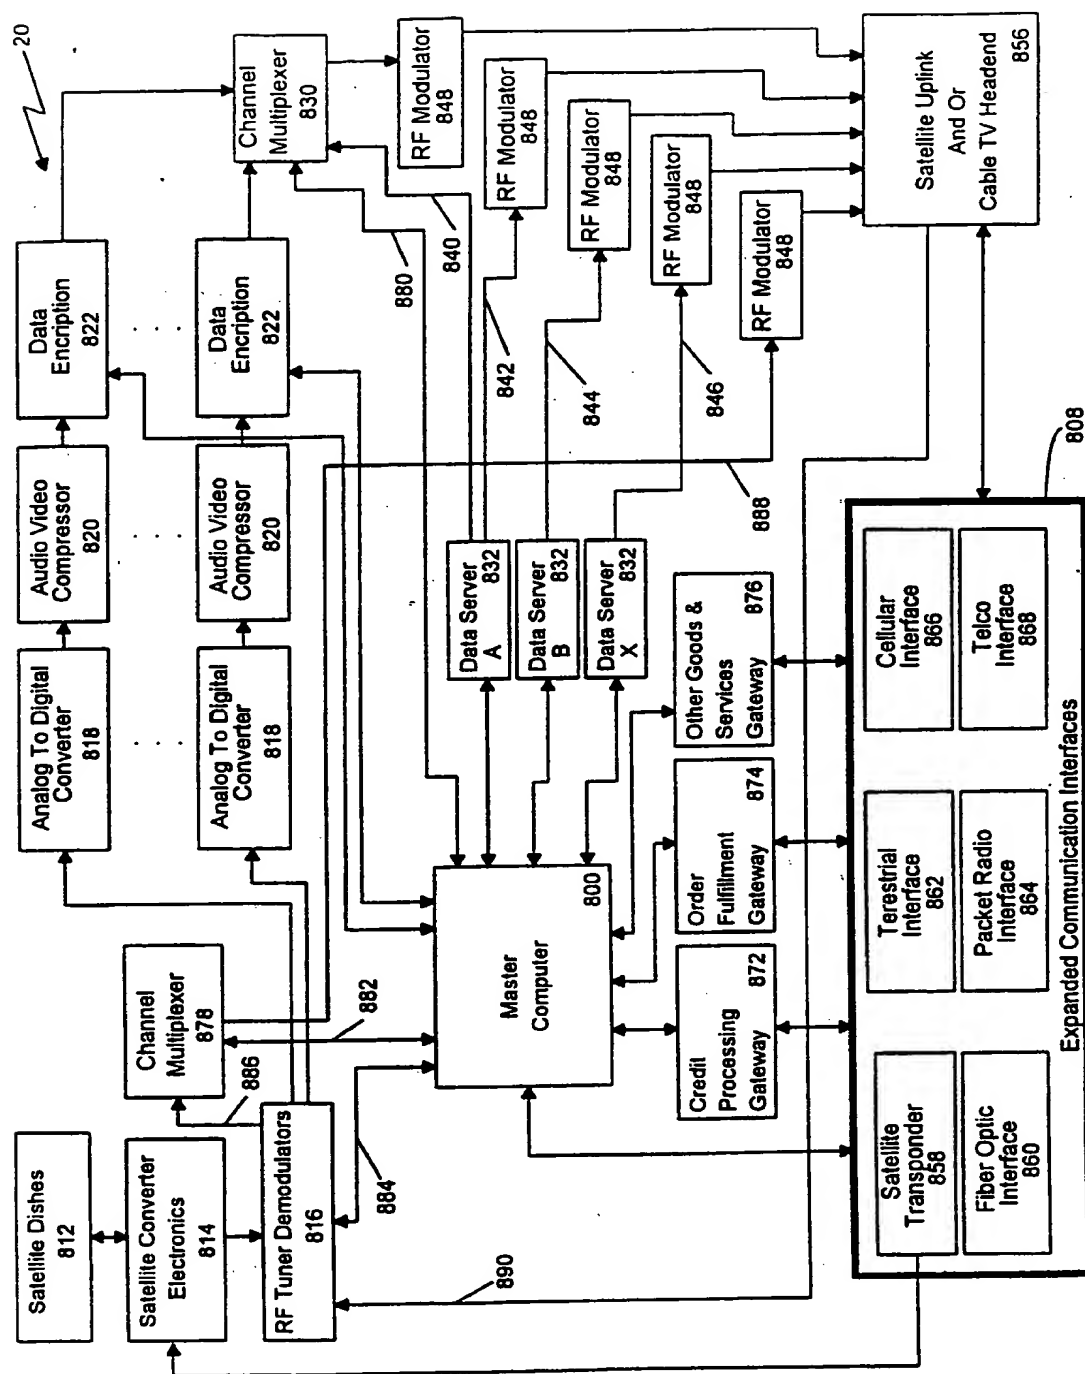 20
Satellite Dishes
812
Satellite Converter
Electronics
814
RF Tuner Demodulators
816
Channel
Multiplexer
878
886
882
884
890
Analog To Digital
Converter
818
. . .
Analog To Digital
Converter
818
Audio Video
Compressor
820
. . . .
Audio Video
Compressor
820
Data
Encription
822
. . . .
Data
Encription
822
Channel
Multiplexer
830
RF Modulator
848
RF Modulator
848
RF Modulator
848
RF Modulator
848
RF Modulator
848
880
840
842
844
846
888
Master
Computer
800
Data Server
A 832
Data Server
B 832
Data Server
X 832
Credit
Processing
Gateway 872
Order
Fulfillment
Gateway 874
Other Goods &
Services
Gateway 876
Satellite Uplink
And Or
Cable TV Headend
856
808
Satellite
Transponder
858
Terestrial
Interface
862
Cellular
Interface
866
Fiber Optic
Interface
860
Packet Radio
Interface
864
Telco
Interface
868
Expanded Communication Interfaces